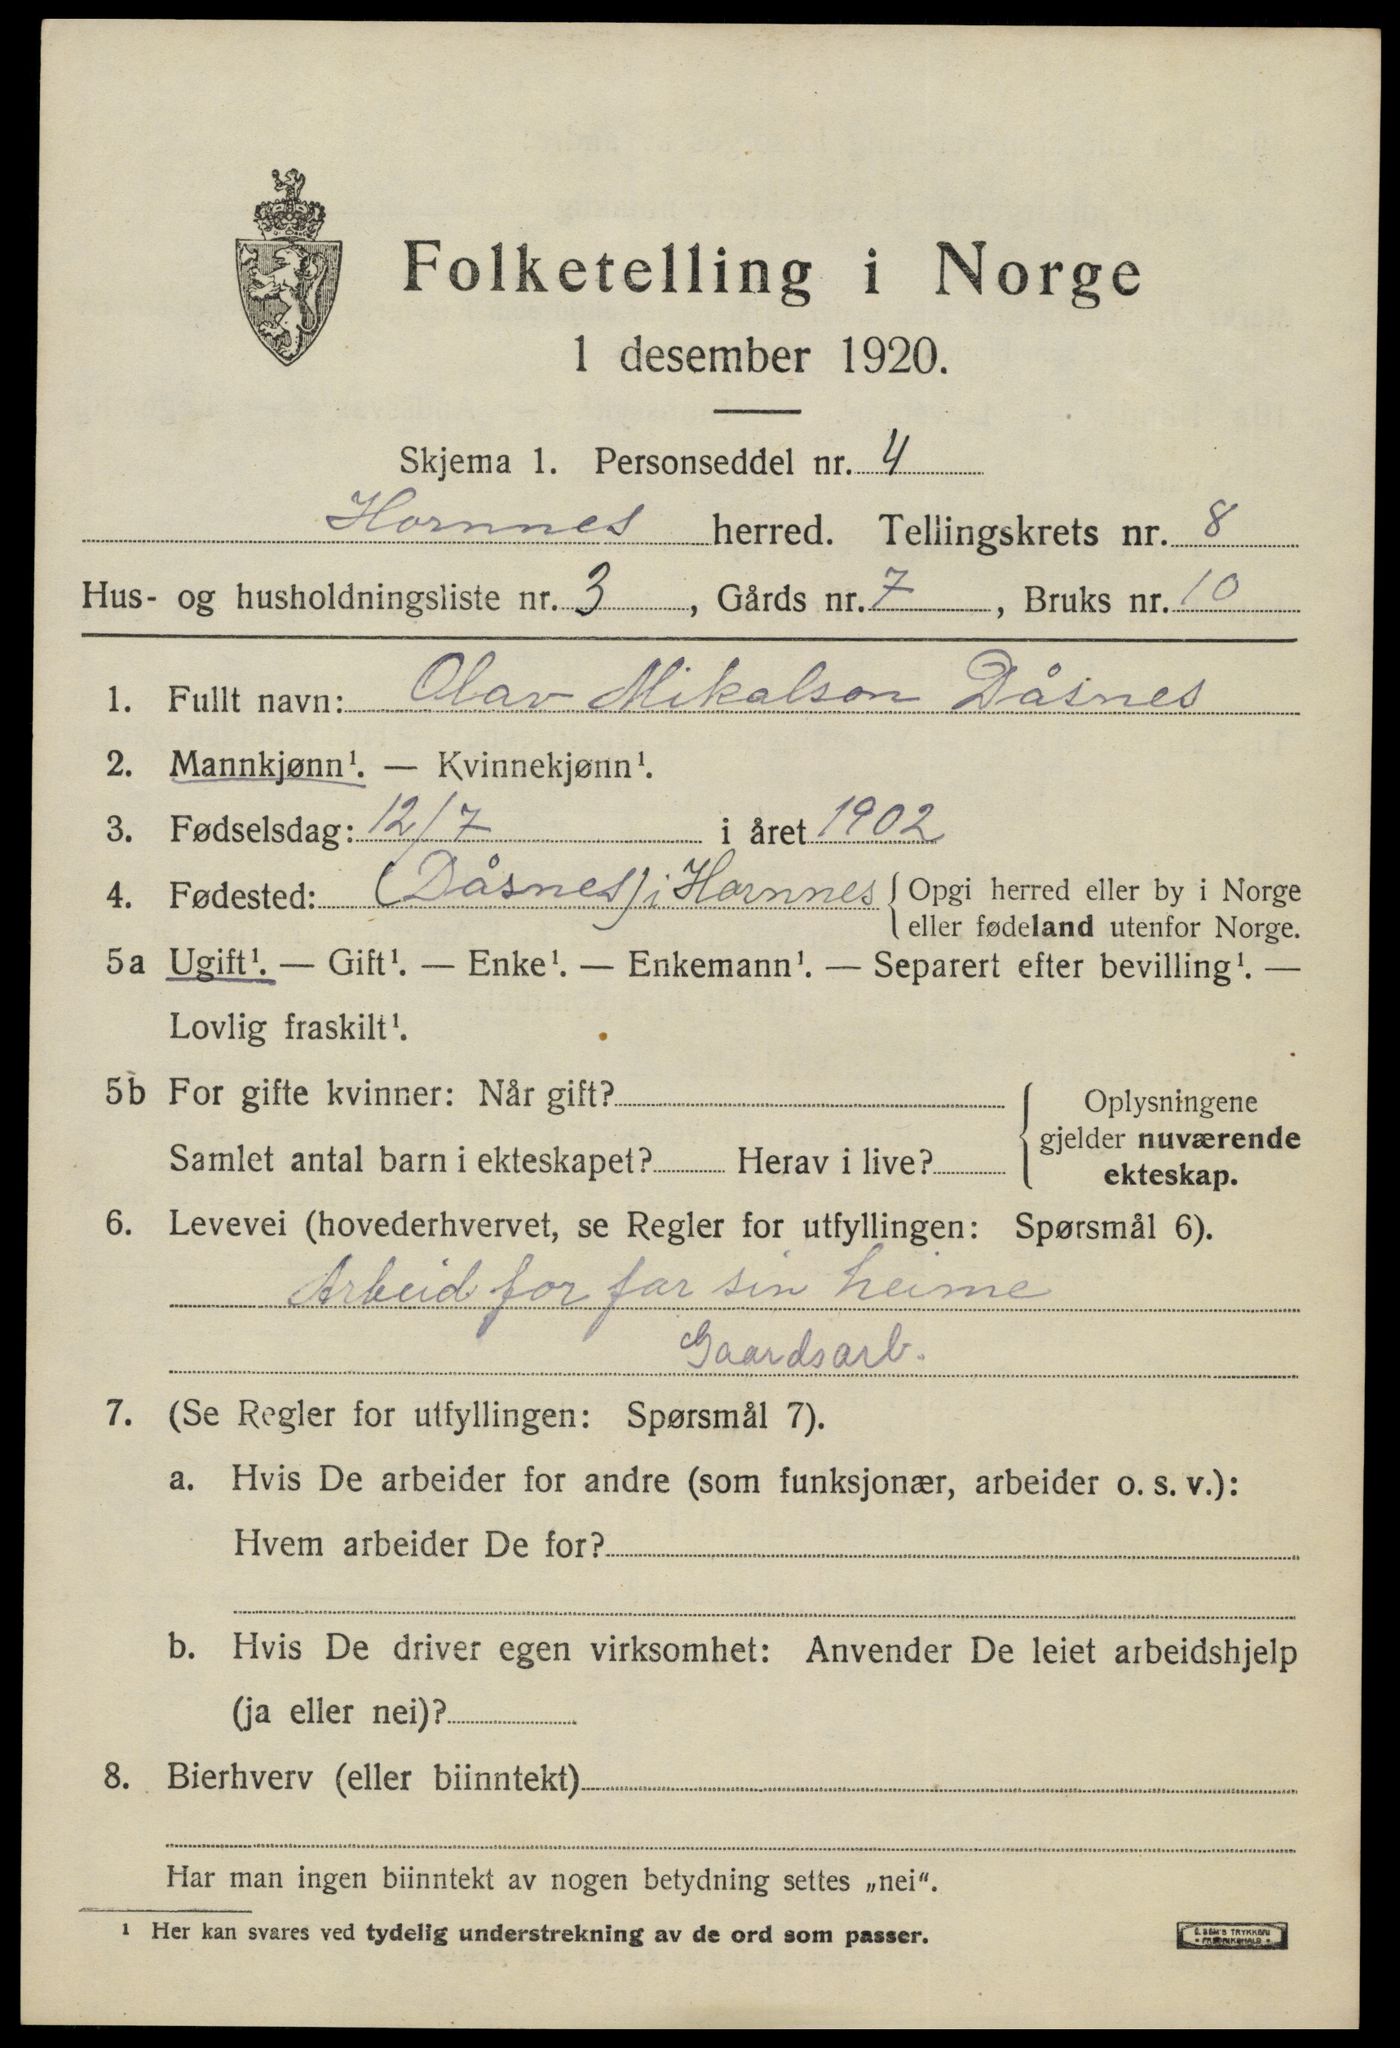 Folketelling i Norge
1 desember 1920.
Skjema 1. Personseddel nr. 4
Hornnes herred. Tellingskrets nr. 8
Hus- og husholdningsliste nr. 3, Gårds nr. 7, Bruks nr. 10
1. Fullt navn: Olav Mikalson Dåsnes
2. Mannkjønn¹. — Kvinnekjønn¹.
3. Fødselsdag: 12/7 i året 1902
4. Fødested: (Dåsnes) i Hornnes { Opgi herred eller by i Norge
eller fødeland utenfor Norge.
5a Ugift¹. — Gift¹. — Enke¹. — Enkemann¹. — Separert efter bevilling¹. —
Lovlig fraskilt¹.
5b For gifte kvinner: Når gift? { Oplysningene
gjelder nuværende
Samlet antal barn i ekteskapet? Herav i live?
ekteskap.
6. Levevei (hovederhvervet, se Regler for utfyllingen: Spørsmål 6).
Arbeid for far sin heime
Gaardsarb.
7. (Se Regler for utfyllingen: Spørsmål 7).
a. Hvis De arbeider for andre (som funksjonær, arbeider o. s. v.):
Hvem arbeider De for?
b. Hvis De driver egen virksomhet: Anvender De leiet arbeidshjelp
(ja eller nei)?
8. Bierhverv (eller biinntekt)
Har man ingen biinntekt av nogen betydning settes „nei“.
¹ Her kan svares ved tydelig understrekning av de ord som passer.
TRYKKERI
FREDRIKSHALD